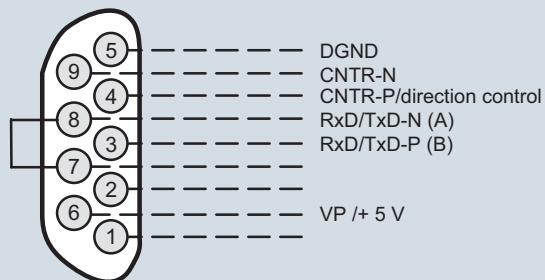 5 DGND
9 CNTR-N
4 CNTR-P/direction control
8 RxD/TxD-N (A)
3 RxD/TxD-P (B)
7
2
6 VP /+ 5 V
1